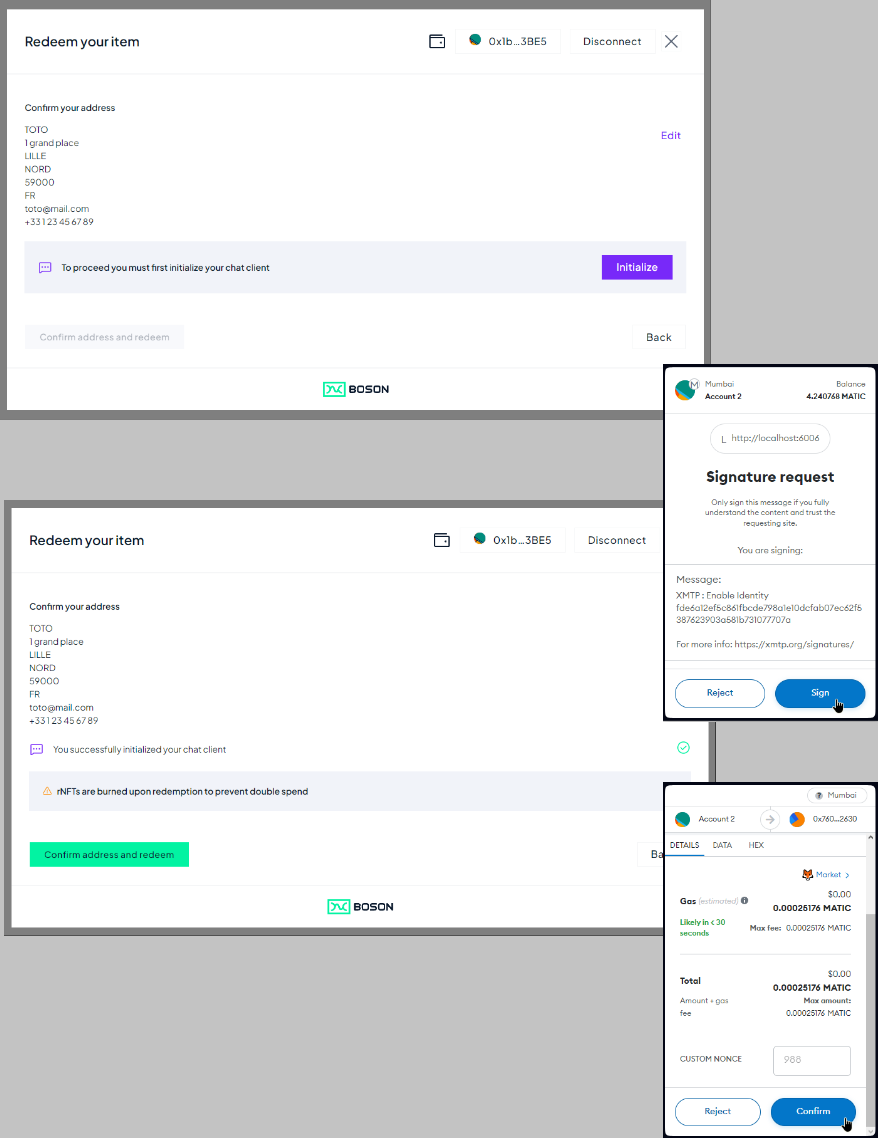 Redeem your item
0x1b...3BE5
Disconnect
Confirm your address
TOTO
1 grand place
Edit
LILLE
NORD
59000
FR
toto@mail.com
+33 1 23 45 67 89
To proceed you must first initialize your chat client
Initialize
Confirm address and redeem
Back
BOSON
M
Mumbai
Account 2
Balance
4.240768 MATIC
L http://localhost:6006
Signature request
Only sign this message if you fully
understand the content and trust the
requesting site.
You are signing:
Message:
XMTP : Enable Identity
fde6a12ef5c861fbcde798a1e10dcfab07ec62f5
387623903a581b731077707a
For more info: https://xmtp.org/signatures/
Reject
Sign
Redeem your item
0x1b...3BE5
Disconnect
Confirm your address
TOTO
1 grand place
LILLE
NORD
59000
FR
toto@mail.com
+33 1 23 45 67 89
You successfully initialized your chat client
rNFTs are burned upon redemption to prevent double spend
Confirm address and redeem
Ba
BOSON
? Mumbai
Account 2
0x760...2630
DETAILS
DATA
HEX
Market >
Gas (estimated)
$0.00
0.00025176 MATIC
Likely in < 30
seconds
Max fee: 0.00025176 MATIC
Total
$0.00
0.00025176 MATIC
Amount + gas
fee
Max amount:
0.00025176 MATIC
CUSTOM NONCE
988
Reject
Confirm